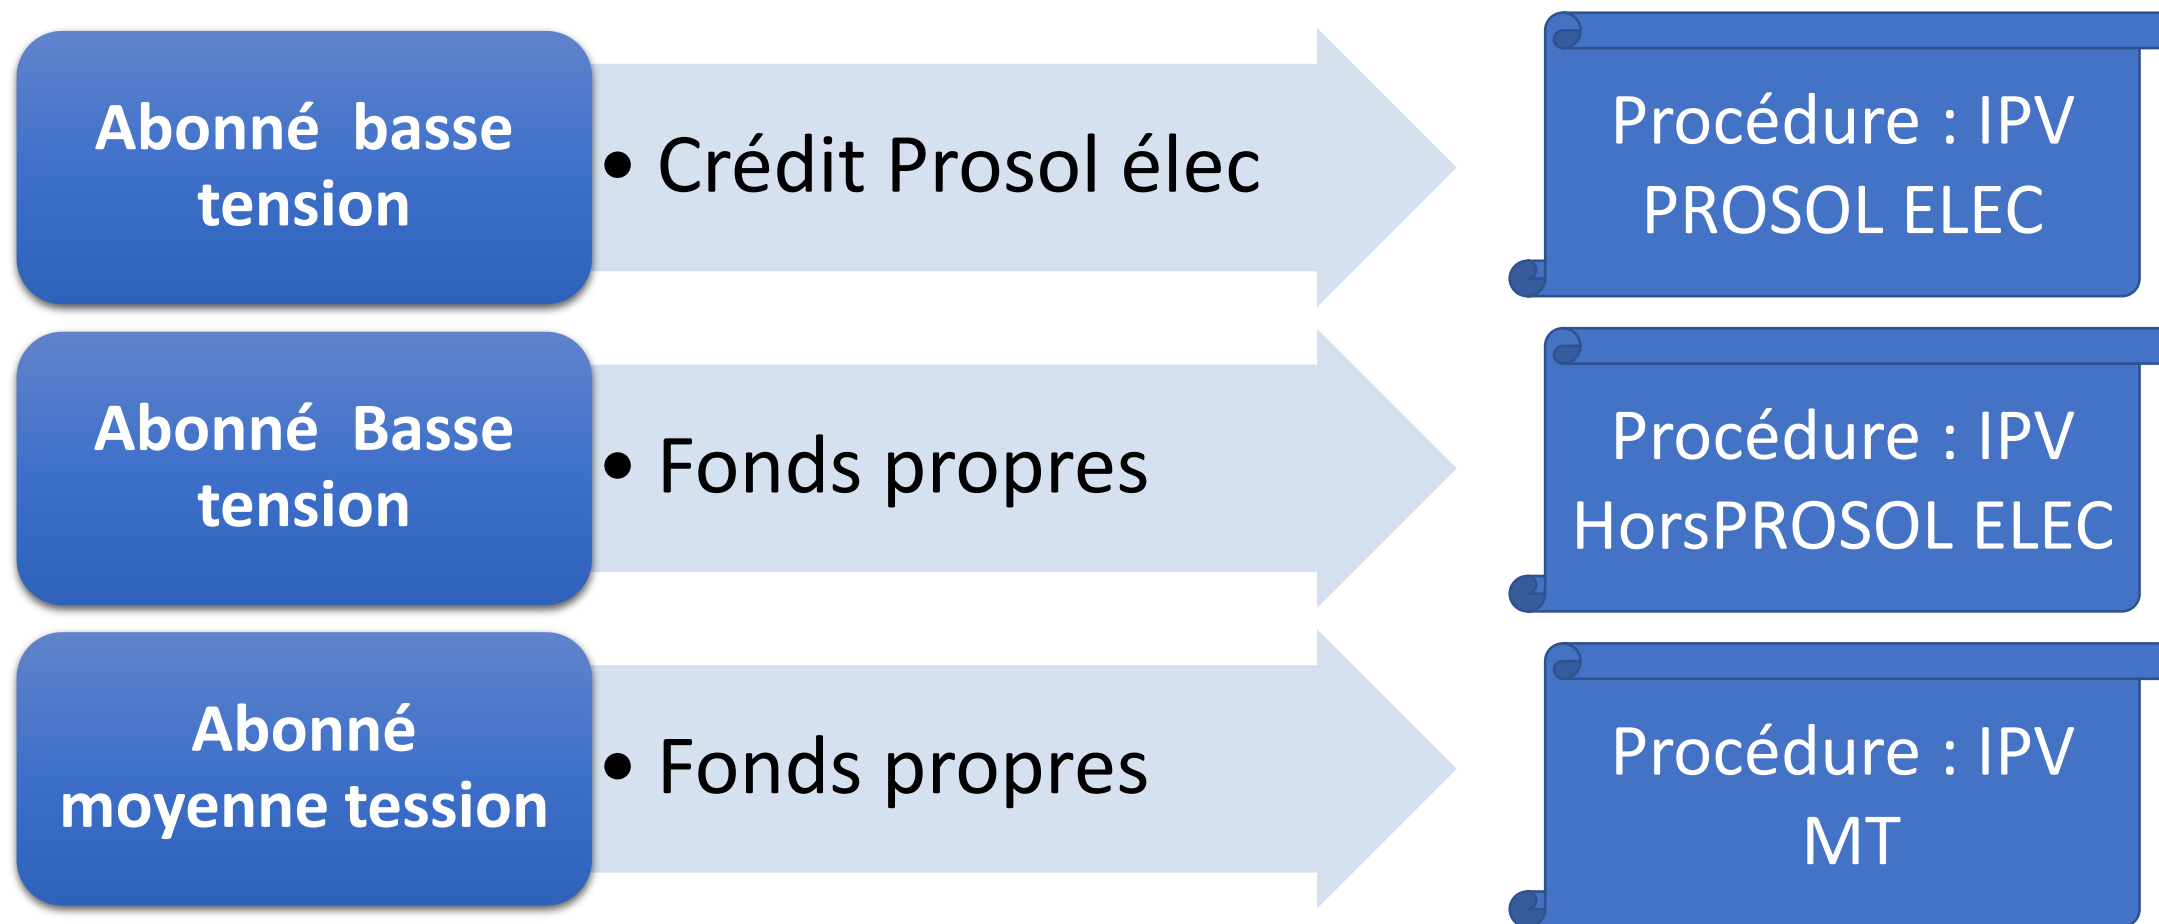 Abonné  basse
tension
• Crédit Prosol élec
Procédure : IPV
PROSOL ELEC
Abonné  Basse
tension
• Fonds propres
Procédure : IPV
HorsPROSOL ELEC
Abonné
moyenne tession
• Fonds propres
Procédure : IPV
MT